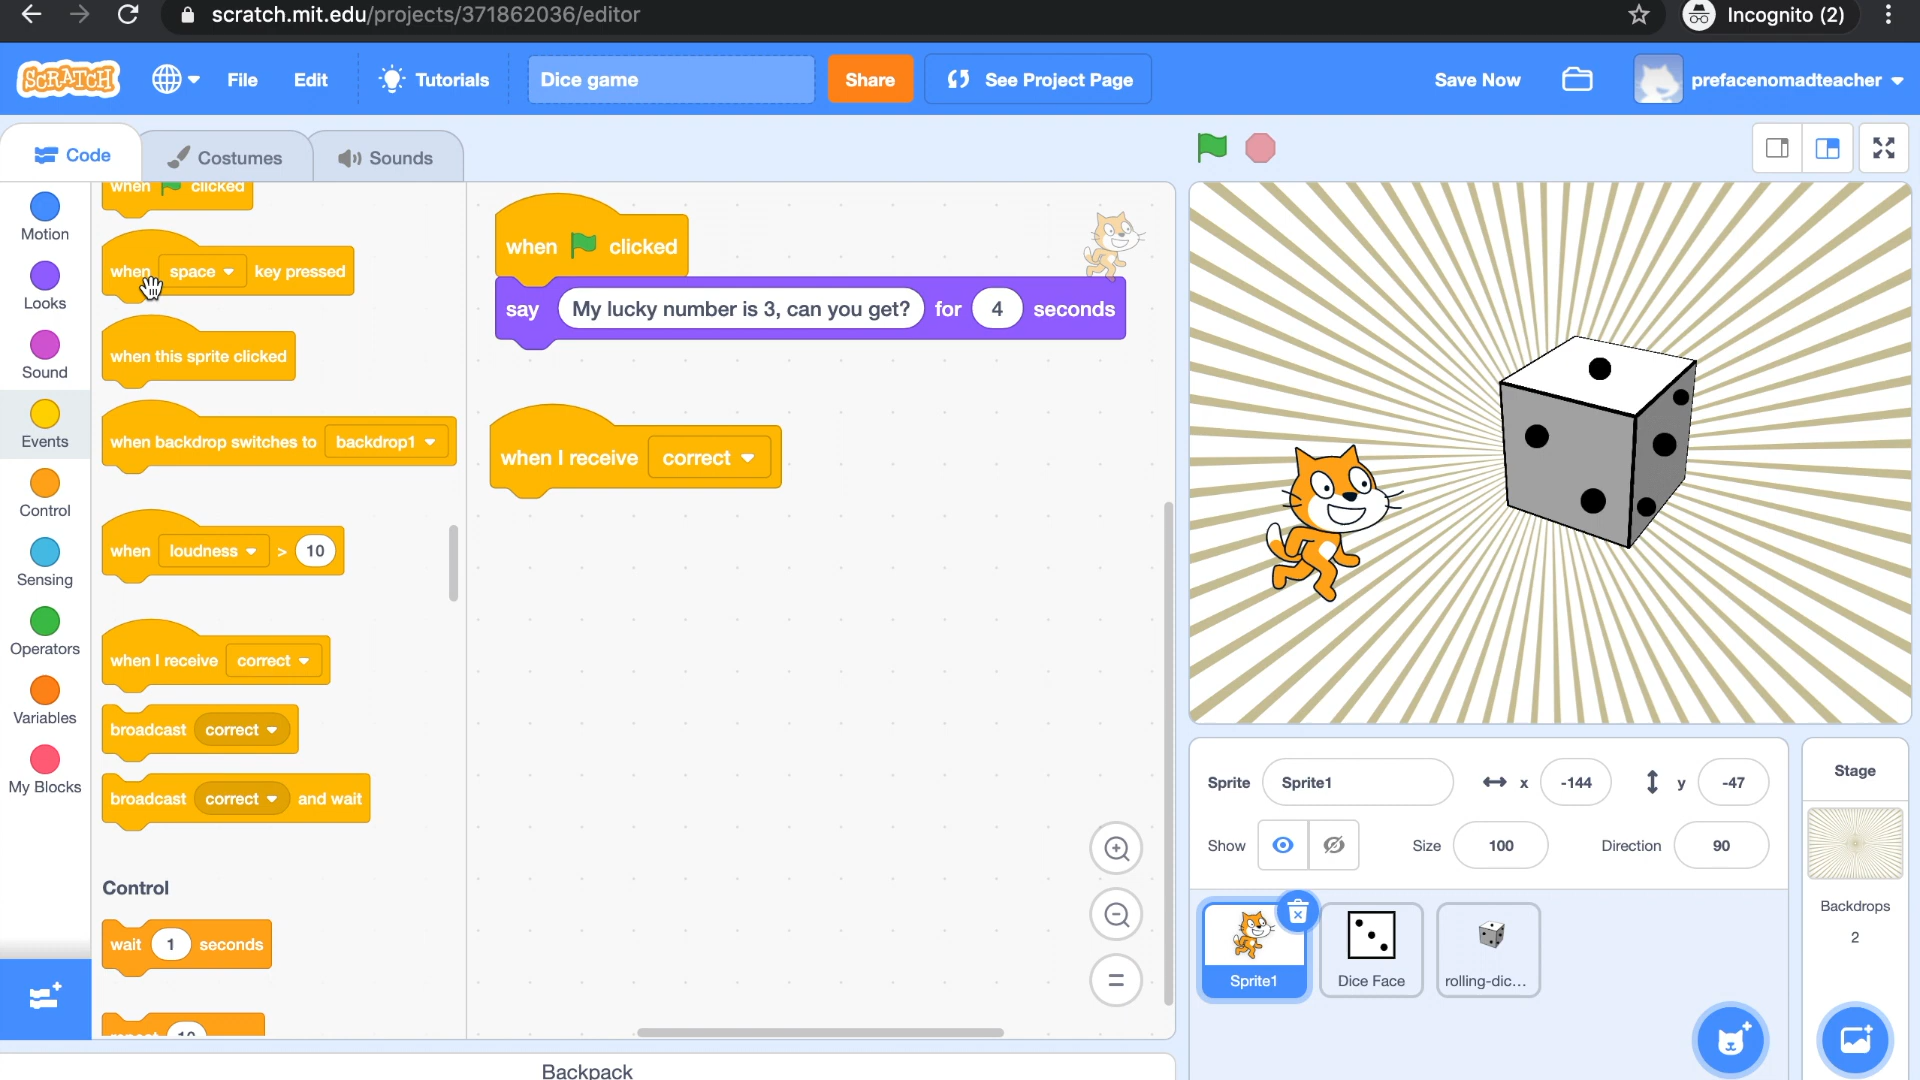 scratch.mit.edu/projects/371862036/editor
Incognito (2)
SCRATCH
File
Edit
Tutorials
Dice game
Share
See Project Page
Save Now
prefacenomadteacher
Code
Costumes
Sounds
Motion
Looks
Sound
Events
Control
Sensing
Operators
Variables
My Blocks
when clicked
when space key pressed
when this sprite clicked
when backdrop switches to backdrop1
when loudness > 10
when I receive correct
broadcast correct
broadcast correct and wait
Control
wait 1 seconds
repeat 10
when clicked
say My lucky number is 3, can you get? for 4 seconds
when I receive correct
Backpack
Sprite Sprite1 x -144 y -47
Show Size 100 Direction 90
Sprite1
Dice Face
rolling-dic...
Stage
Backdrops
2